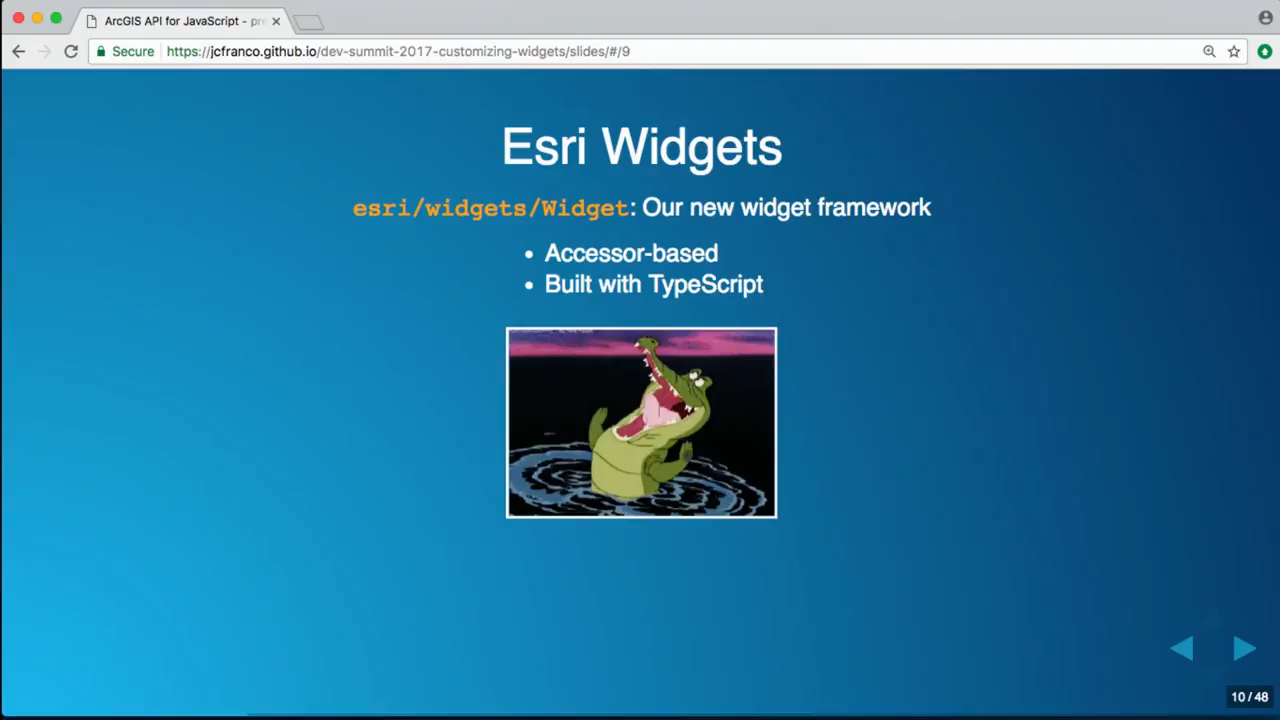 ArcGIS API for JavaScript - pre
Secure
https://jcfranco.github.io/dev-summit-2017-customizing-widgets/slides/#/9
Esri Widgets
esri/widgets/Widget: Our new widget framework
• Accessor-based
• Built with TypeScript
10 / 48